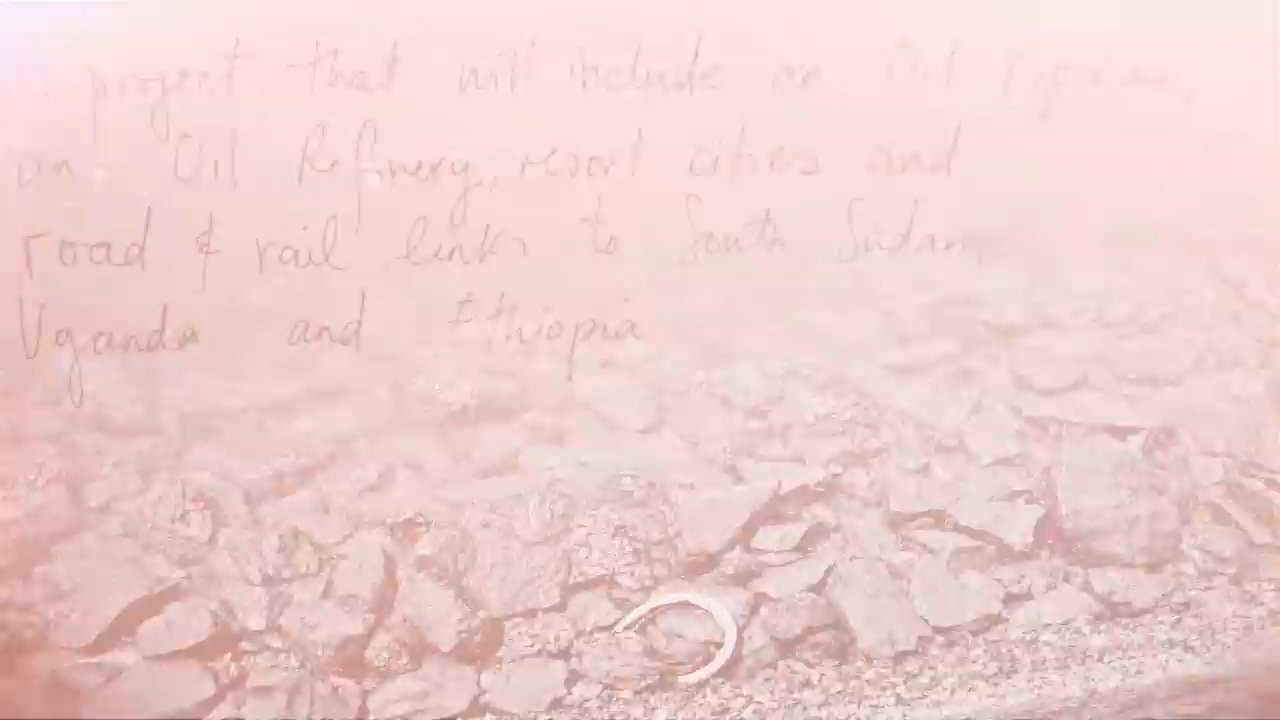 project that will include an Oil Pipeline,
an Oil Refinery, resort cities and
road & rail links to South Sudan,
Uganda and Ethiopia